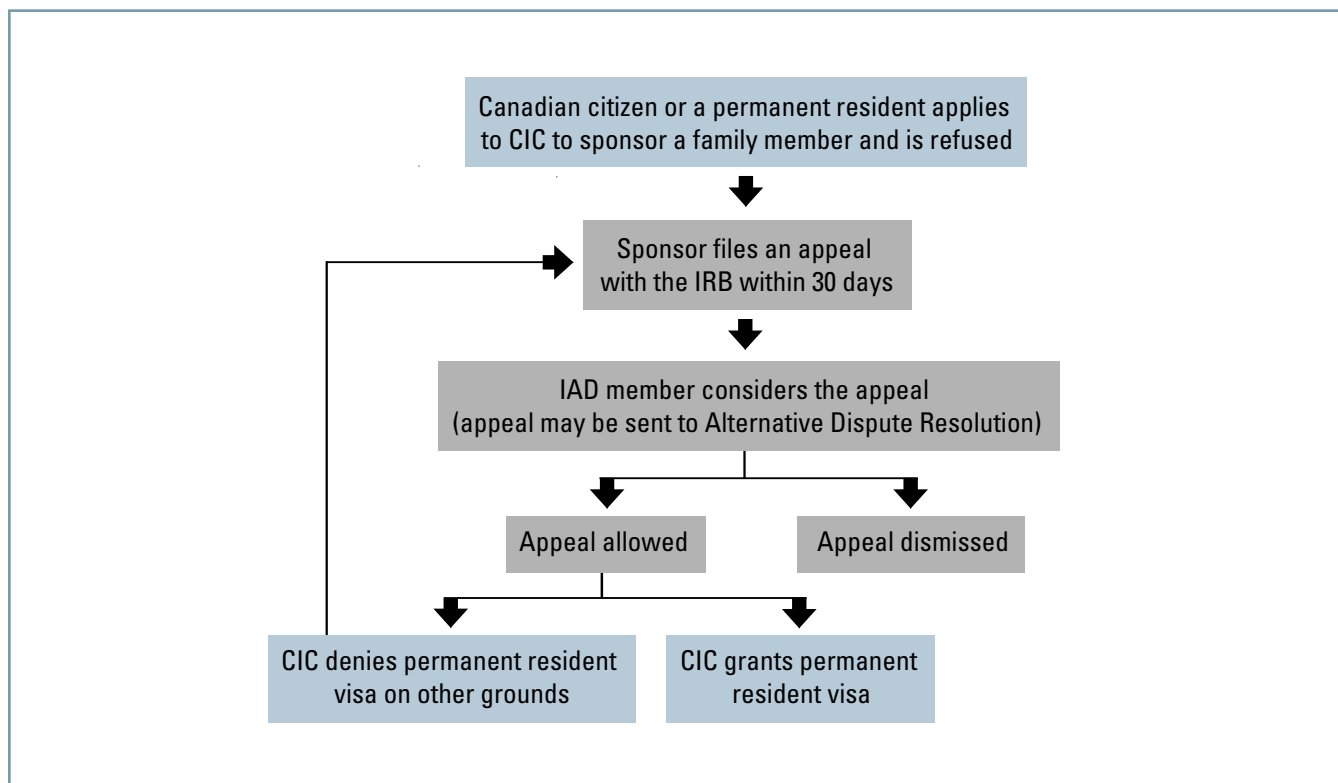 Canadian citizen or a permanent resident applies
to CIC to sponsor a family member and is refused
Sponsor files an appeal
with the IRB within 30 days
IAD member considers the appeal
(appeal may be sent to Alternative Dispute Resolution)
Appeal allowed
Appeal dismissed
CIC denies permanent resident
visa on other grounds
CIC grants permanent
resident visa